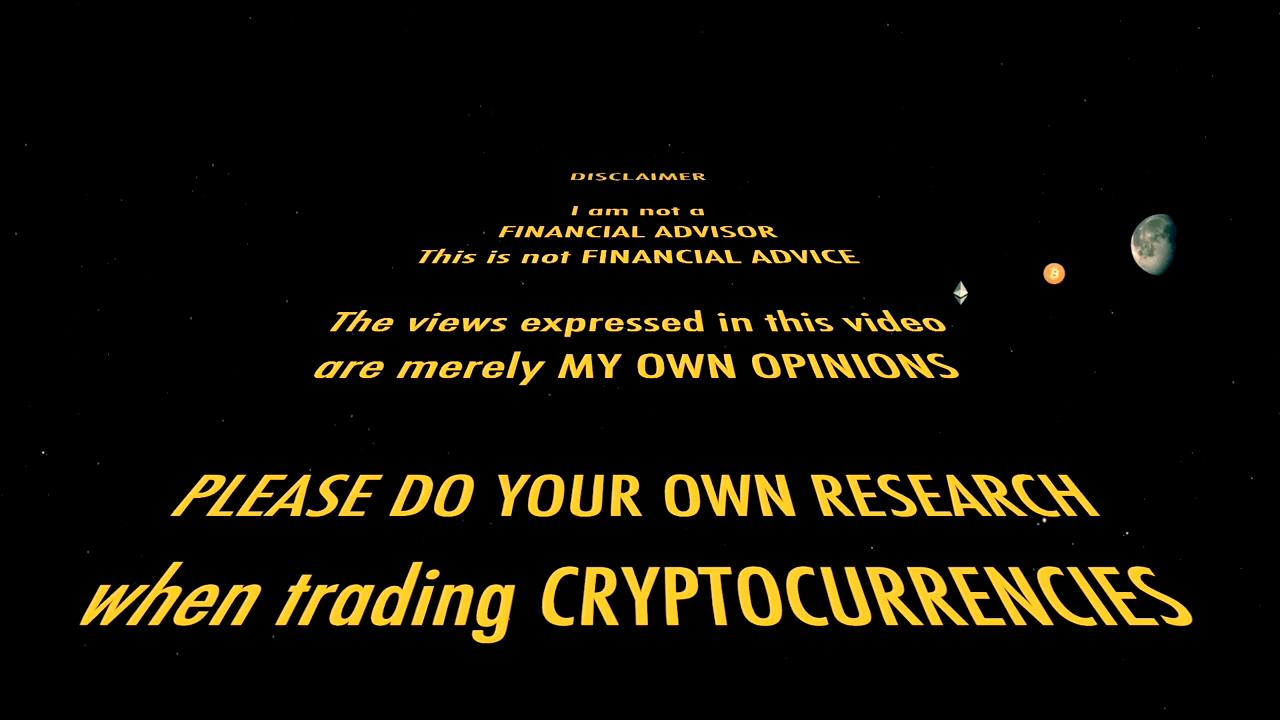 DISCLAIMER
I am not a
FINANCIAL ADVISOR
This is not FINANCIAL ADVICE
The views expressed in this video
are merely MY OWN OPINIONS
PLEASE DO YOUR OWN RESEARCH
when trading CRYPTOCURRENCIES